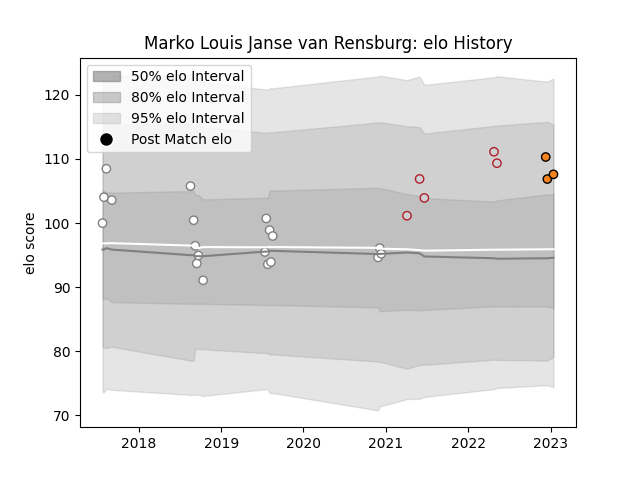 Marko Louis Janse van Rensburg: elo History
50% elo Interval
80% elo Interval
95% elo Interval
Post Match elo
elo score
120
110
100
90
80
70
2018 2019 2020 2021 2022 2023